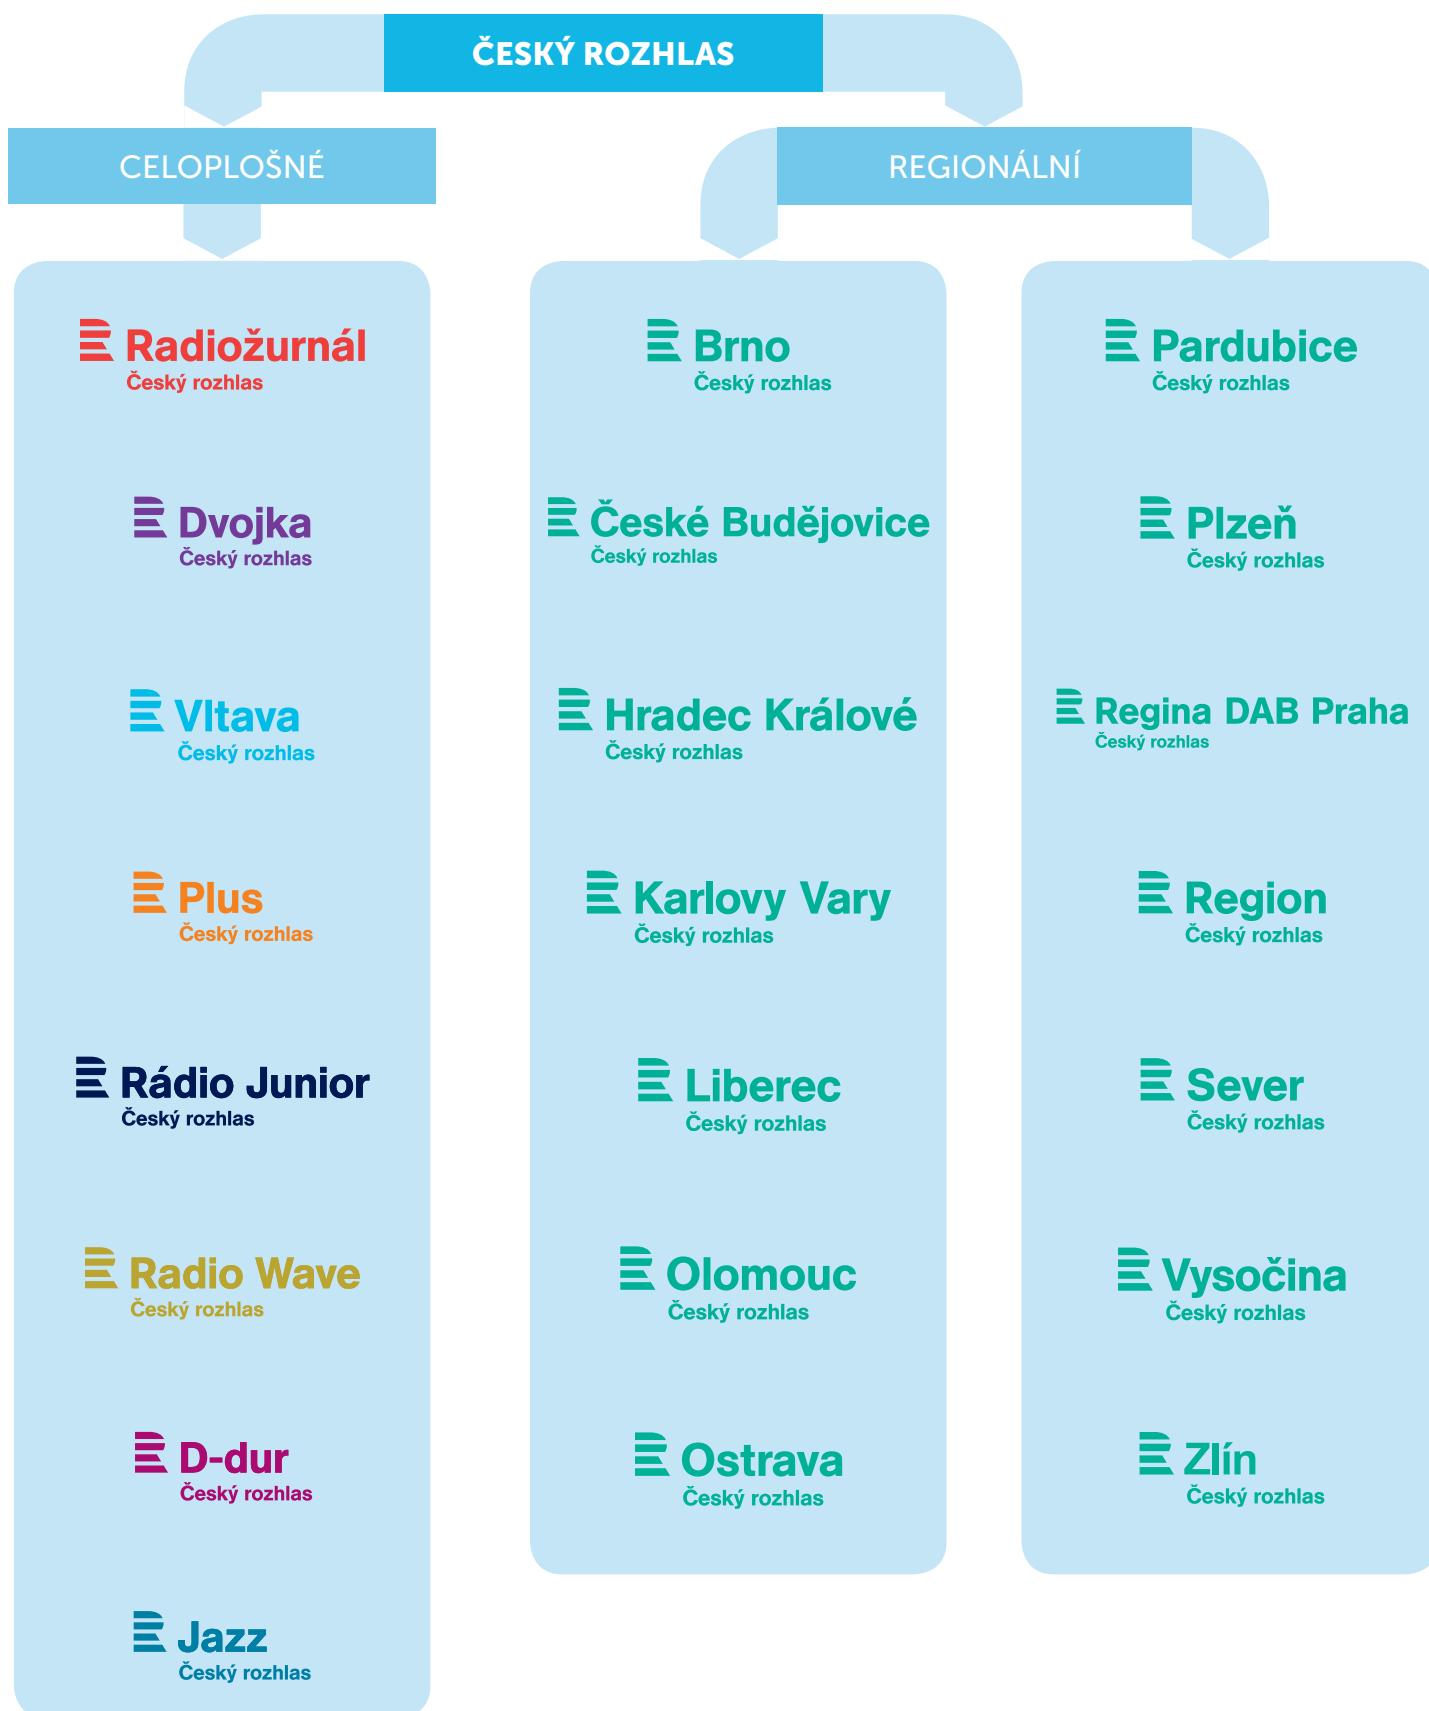 ČESKÝ ROZHLAS
CELOPLOŠNÉ
REGIONÁLNÍ
Radiožurnál
Český rozhlas
Dvojka
Český rozhlas
Vltava
Český rozhlas
Plus
Český rozhlas
Rádio Junior
Český rozhlas
Radio Wave
Český rozhlas
D-dur
Český rozhlas
Jazz
Český rozhlas
Brno
Český rozhlas
České Budějovice
Český rozhlas
Hradec Králové
Český rozhlas
Karlovy Vary
Český rozhlas
Liberec
Český rozhlas
Olomouc
Český rozhlas
Ostrava
Český rozhlas
Pardubice
Český rozhlas
Plzeň
Český rozhlas
Regina DAB Praha
Český rozhlas
Region
Český rozhlas
Sever
Český rozhlas
Vysočina
Český rozhlas
Zlín
Český rozhlas